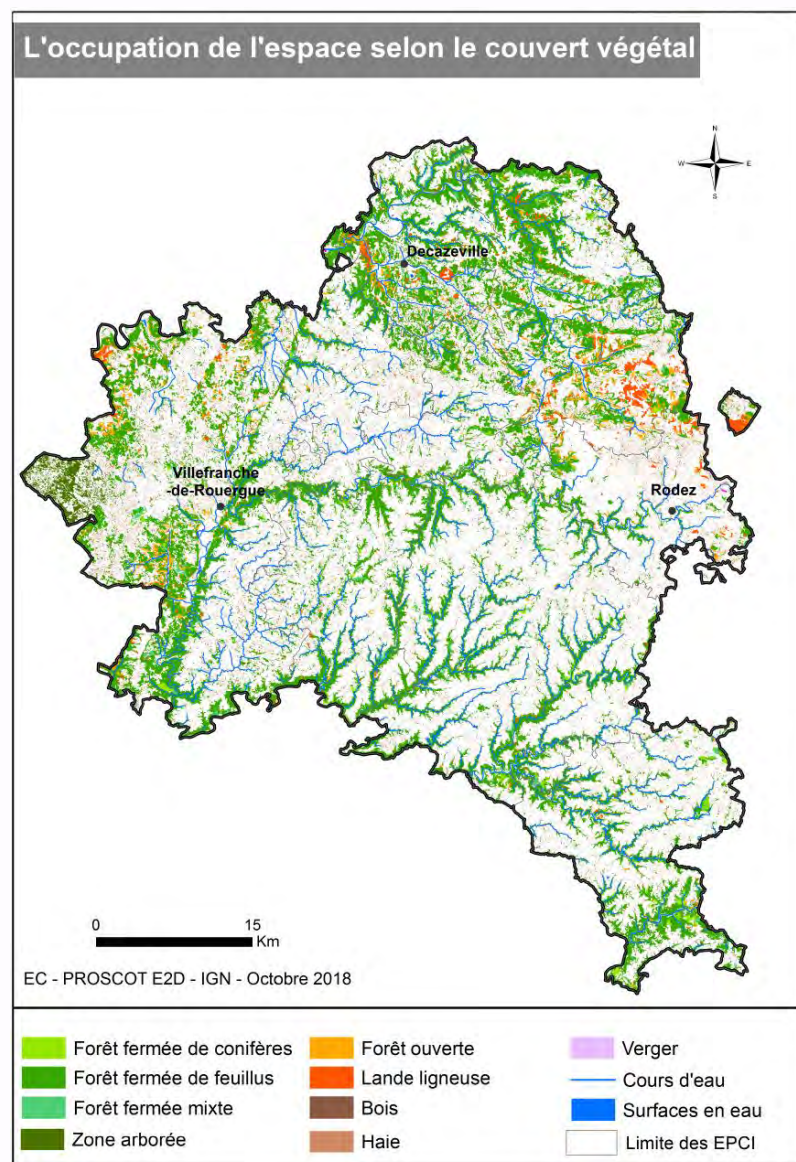 L'occupation de l'espace selon le couvert végétal
N
W
E
S
Decazeville
Villefranche
-de-Rouergue
Rodez
0
15
Km
EC - PROSCOT E2D - IGN - Octobre 2018
Forêt fermée de conifères
Forêt fermée de feuillus
Forêt fermée mixte
Zone arborée
Forêt ouverte
Lande ligneuse
Bois
Haie
Verger
Cours d'eau
Surfaces en eau
Limite des EPCI